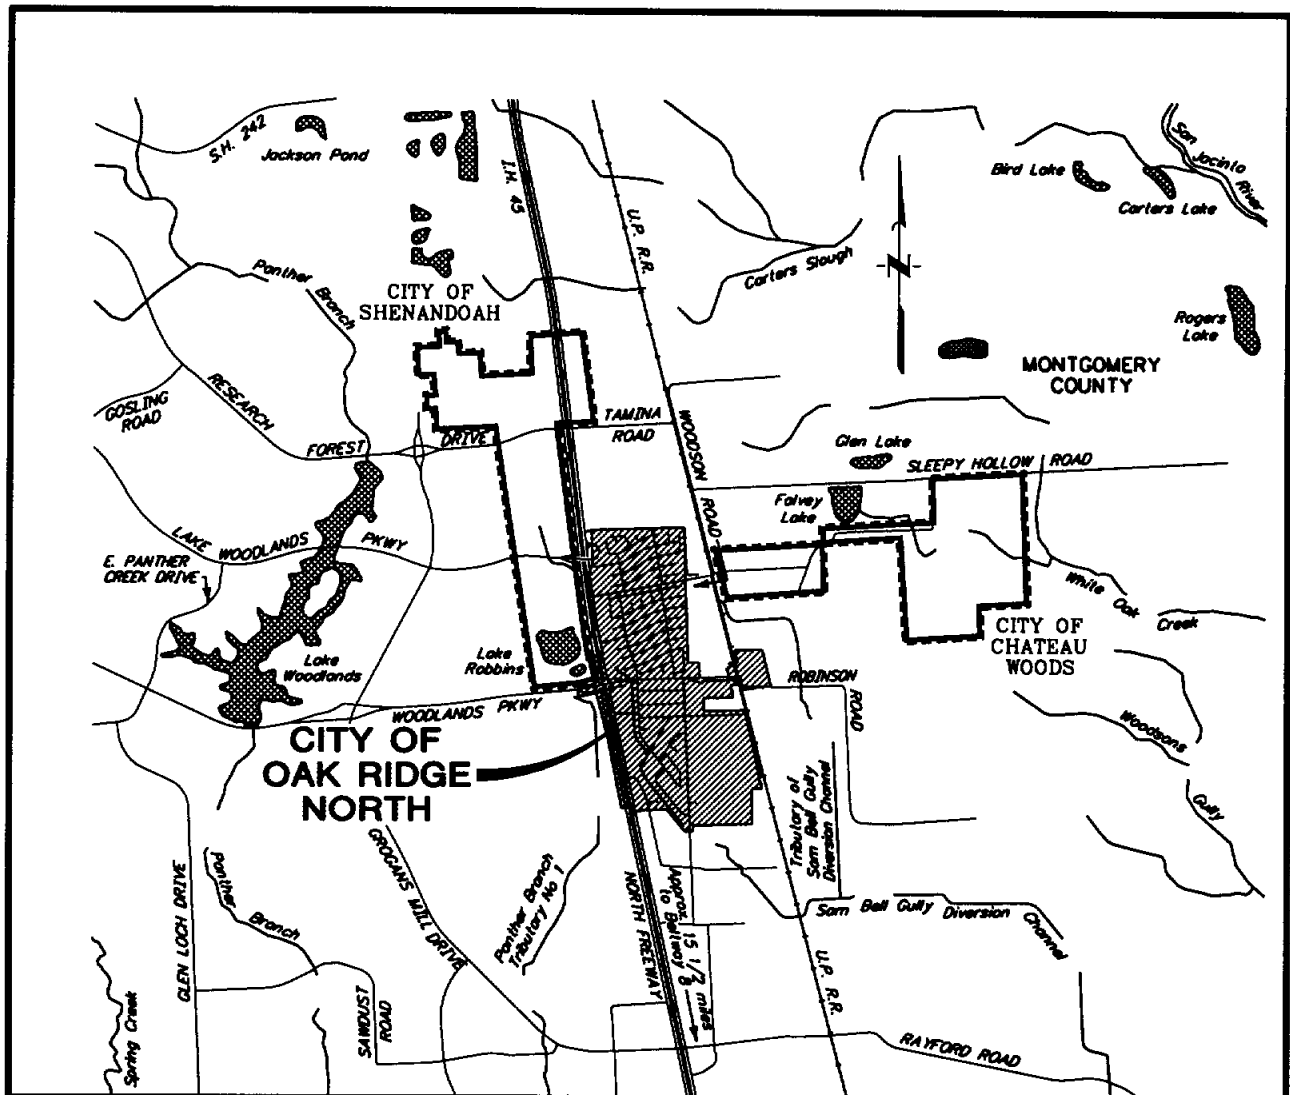 S.H. 242
Jackson Pond
I.H. 45
U.P. R.R.
San
Jacinto
River
Bird Lake
Carters Lake
Panther
Branch
Carters Slough
N
CITY OF
SHENANDOAH
Rogers
Lake
MONTGOMERY
COUNTY
GOSLING
ROAD
RESEARCH
FOREST
DRIVE
TAMINA
ROAD
WOODSON
ROAD
Glen Lake
SLEEPY HOLLOW ROAD
Falvey
Lake
LAKE
WOODLANDS
PKWY
E. PANTHER
CREEK DRIVE
White Oak
Creek
CITY OF
CHATEAU
WOODS
Lake
Woodlands
Lake
Robbins
ROBINSON
ROAD
WOODLANDS PKWY
Woodsons
Gully
CITY OF
OAK RIDGE
NORTH
Tributary of
Sam Bell Gully
Diversion Channel
GLEN LOCH DRIVE
Panther
Branch
GROGANS MILL DRIVE
Panther Branch
Tributary No 1
NORTH FREEWAY
Approx. 15 1/2 miles
to Beltway 8
Sam Bell Gully Diversion Channel
Spring Creek
SAWDUST
ROAD
U.P. R.R.
RAYFORD ROAD